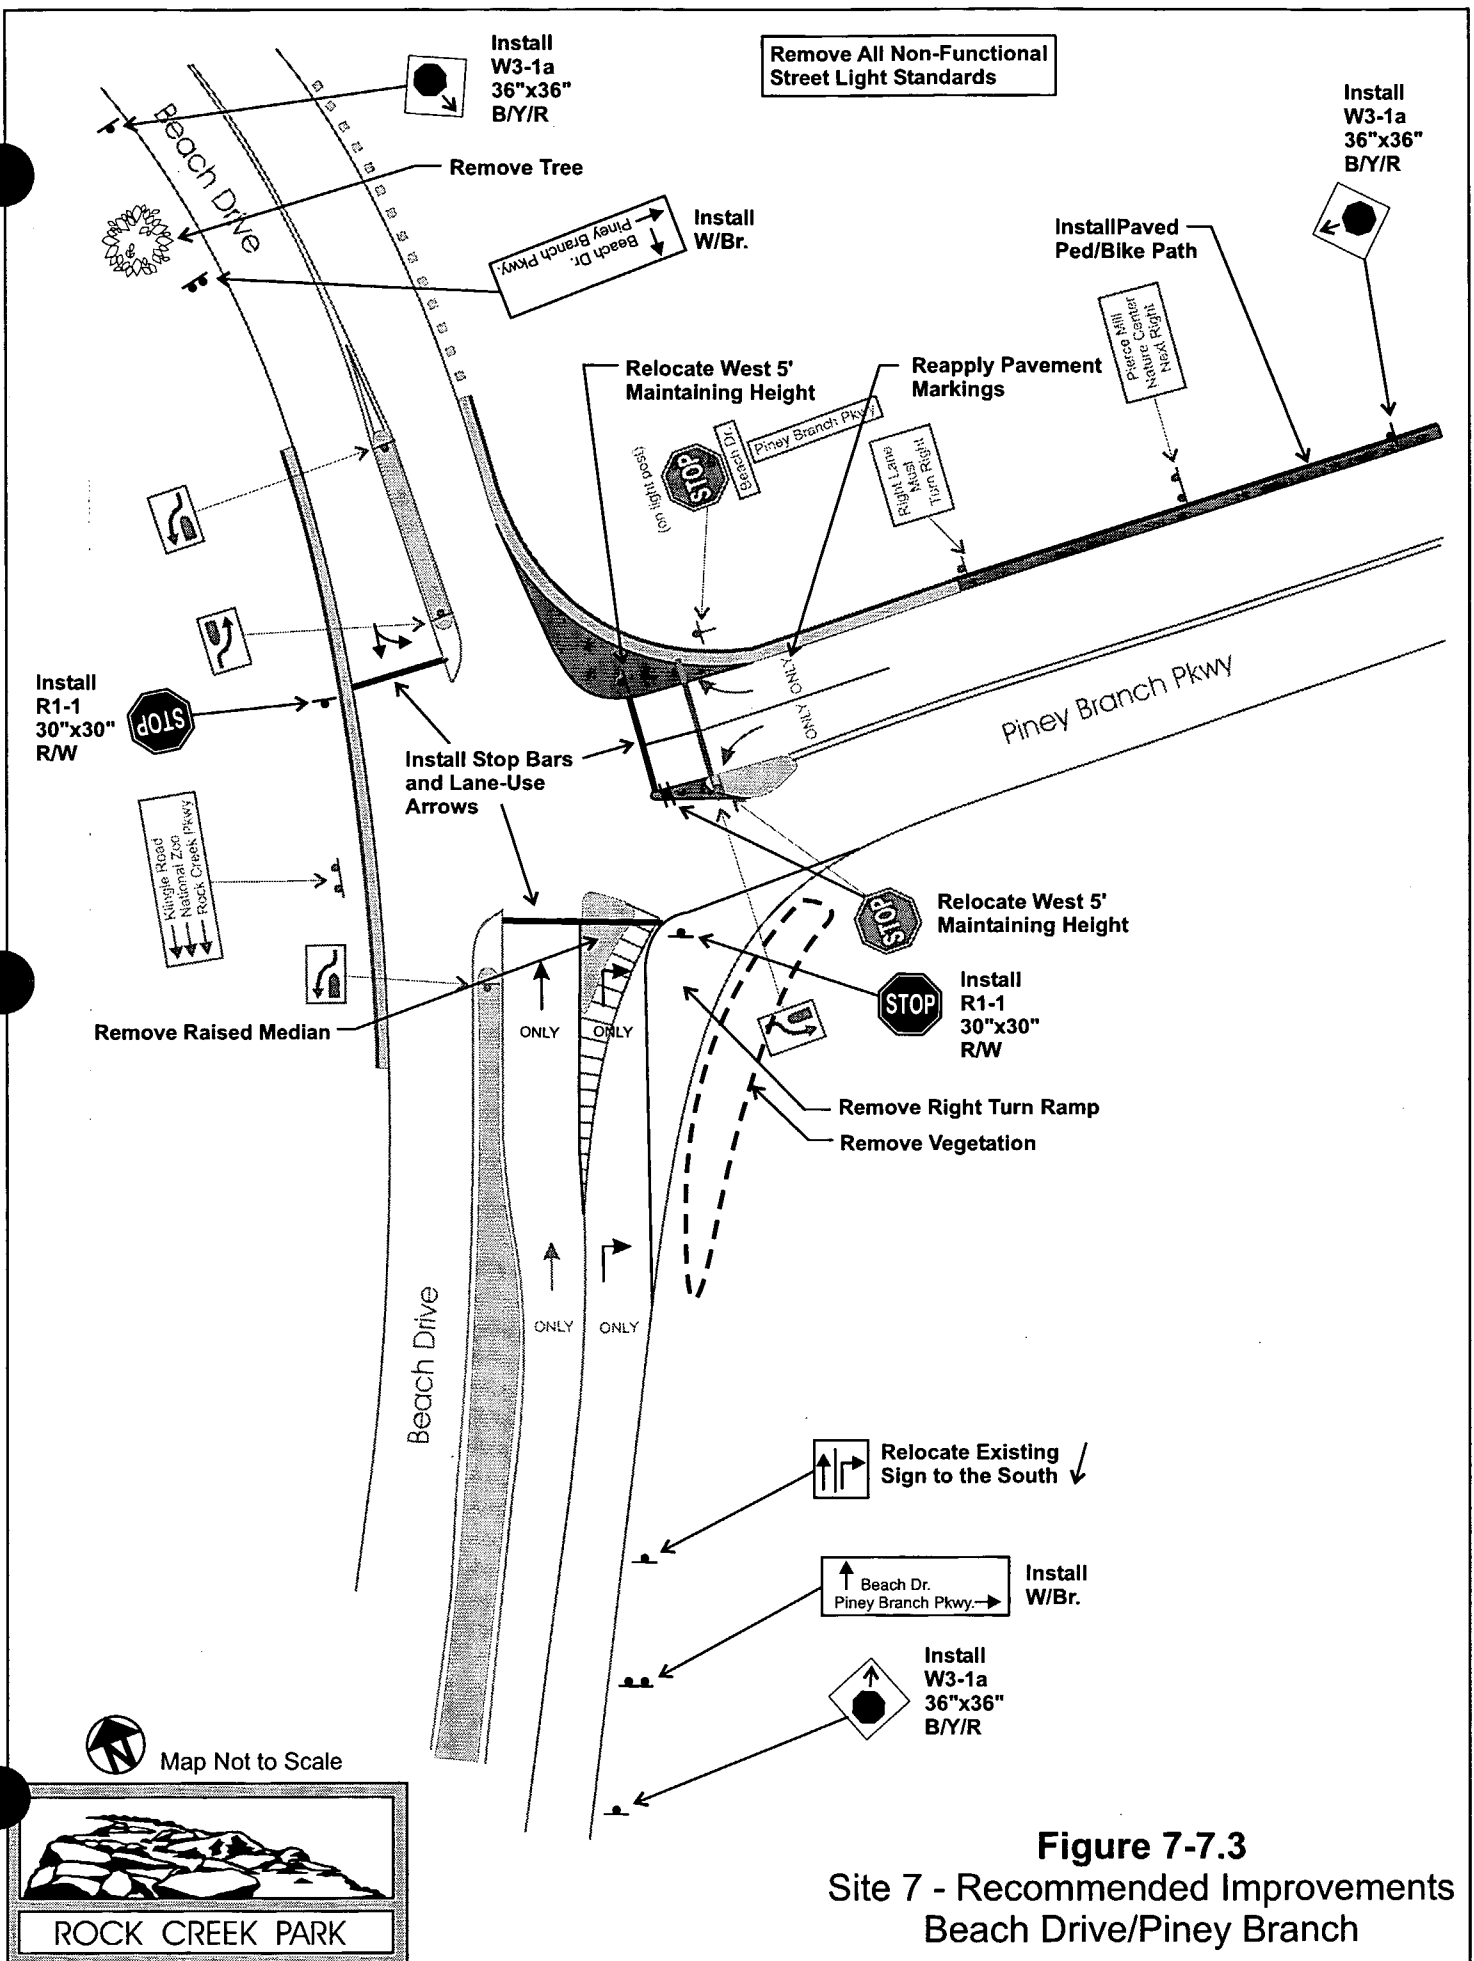 Install
W3-1a
36"x36"
B/Y/R
Remove All Non-Functional
Street Light Standards
Install
W3-1a
36"x36"
B/Y/R
Beach Drive
Remove Tree
Beach Dr.
Piney Branch Pkwy.
Install
W/Br.
InstallPaved
Ped/Bike Path
Pierce Mill
Nature Center
Next Right
Relocate West 5'
Maintaining Height
Reapply Pavement
Markings
(on light post)
STOP
Beach Dr.
Piney Branch Pkwy
Right Lane
Must
Turn Right
Install
R1-1
30"x30"
R/W
STOP
ONLY ONLY
ONLY
Piney Branch Pkwy
Install Stop Bars
and Lane-Use
Arrows
Klingle Road
National Zoo
Rock Creek Pkwy
STOP
Relocate West 5'
Maintaining Height
STOP
Install
R1-1
30"x30"
R/W
Remove Raised Median
ONLY
ONLY
Remove Right Turn Ramp
Remove Vegetation
ONLY
ONLY
Beach Drive
Relocate Existing
Sign to the South
Beach Dr.
Piney Branch Pkwy.
Install
W/Br.
Install
W3-1a
36"x36"
B/Y/R
N
Map Not to Scale
ROCK CREEK PARK
Figure 7-7.3
Site 7 - Recommended Improvements
Beach Drive/Piney Branch